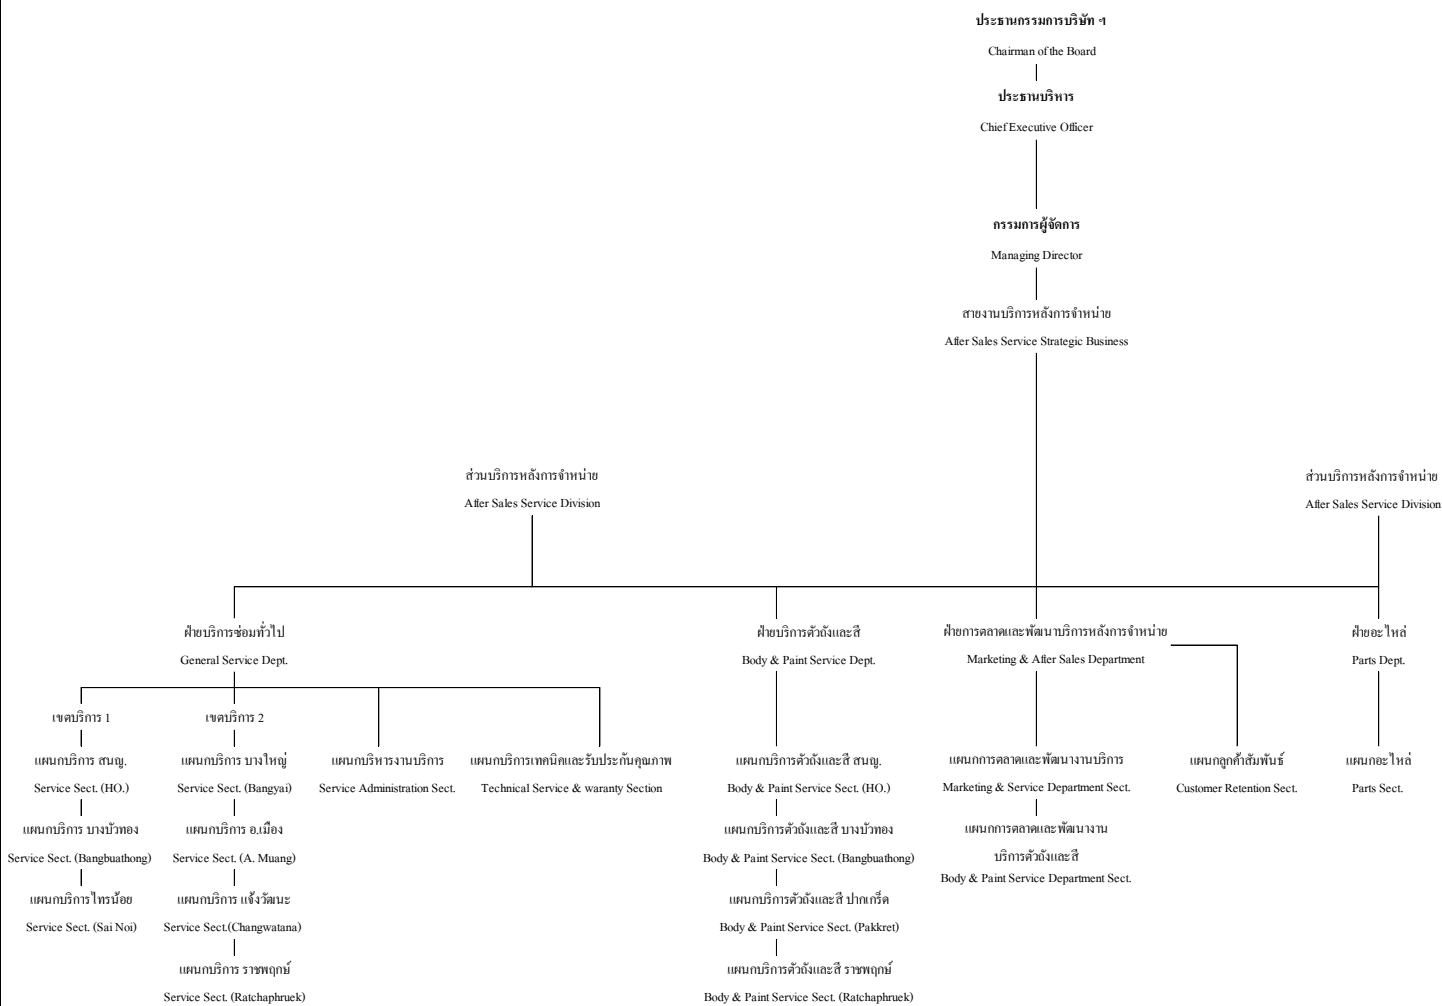 ประธานกรรมการบริษัท ฯ
Chairman of the Board
ประธานบริหาร
Chief Executive Officer
กรรมการผู้จัดการ
Managing Director
สายงานบริการหลังการจำหน่าย
After Sales Service Strategic Business
ส่วนบริการหลังการจำหน่าย
After Sales Service Division
ส่วนบริการหลังการจำหน่าย
After Sales Service Division
ฝ่ายบริการซ่อมทั่วไป
General Service Dept.
ฝ่ายบริการตัวถังและสี
Body & Paint Service Dept.
ฝ่ายการตลาดและพัฒนาบริการหลังการจำหน่าย
Marketing & After Sales Department
ฝ่ายอะไหล่
Parts Dept.
เขตบริการ 1
แผนกบริการ สนญ.
Service Sect. (HO.)
แผนกบริการ บางบัวทอง
Service Sect. (Bangbuathong)
แผนกบริการไทรน้อย
Service Sect. (Sai Noi)
เขตบริการ 2
แผนกบริการ บางใหญ่
Service Sect. (Bangyai)
แผนกบริการ อ.เมือง
Service Sect. (A. Muang)
แผนกบริการ แจ้งวัฒนะ
Service Sect.(Changwatana)
แผนกบริการ ราชพฤกษ์
Service Sect. (Ratchaphruek)
แผนกบริหารงานบริการ
Service Administration Sect.
แผนกบริการเทคนิคและรับประกันคุณภาพ
Technical Service & waranty Section
แผนกบริการตัวถังและสี สนญ.
Body & Paint Service Sect. (HO.)
แผนกบริการตัวถังและสี บางบัวทอง
Body & Paint Service Sect. (Bangbuathong)
แผนกบริการตัวถังและสี ปากเกร็ด
Body & Paint Service Sect. (Pakkret)
แผนกบริการตัวถังและสี ราชพฤกษ์
Body & Paint Service Sect. (Ratchaphruek)
แผนกการตลาดและพัฒนางานบริการ
Marketing & Service Department Sect.
แผนกการตลาดและพัฒนางาน
บริการตัวถังและสี
Body & Paint Service Department Sect.
แผนกลูกค้าสัมพันธ์
Customer Retention Sect.
แผนกอะไหล่
Parts Sect.